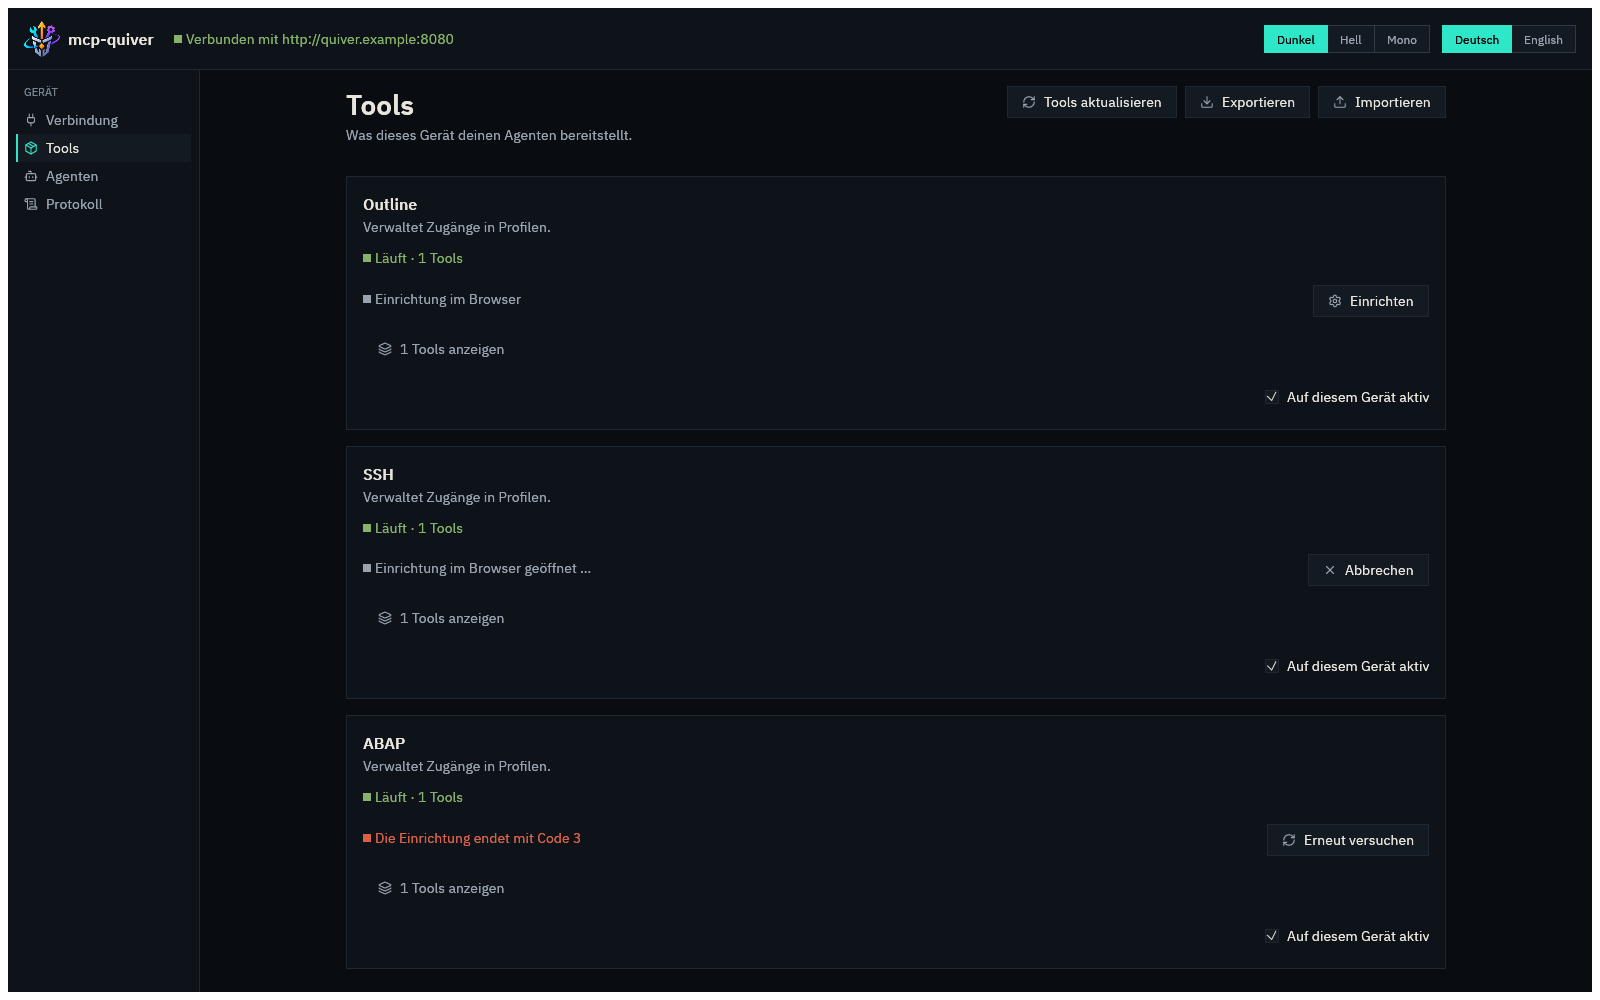 mcp-quiver
Verbunden mit http://quiver.example:8080
Dunkel Hell Mono Deutsch English
GERÄT
Verbindung
Tools
Agenten
Protokoll
Tools
Was dieses Gerät deinen Agenten bereitstellt.
Tools aktualisieren Exportieren Importieren
Outline
Verwaltet Zugänge in Profilen.
Läuft · 1 Tools
Einrichtung im Browser
Einrichten
1 Tools anzeigen
Auf diesem Gerät aktiv
SSH
Verwaltet Zugänge in Profilen.
Läuft · 1 Tools
Einrichtung im Browser geöffnet ...
Abbrechen
1 Tools anzeigen
Auf diesem Gerät aktiv
ABAP
Verwaltet Zugänge in Profilen.
Läuft · 1 Tools
Die Einrichtung endet mit Code 3
Erneut versuchen
1 Tools anzeigen
Auf diesem Gerät aktiv